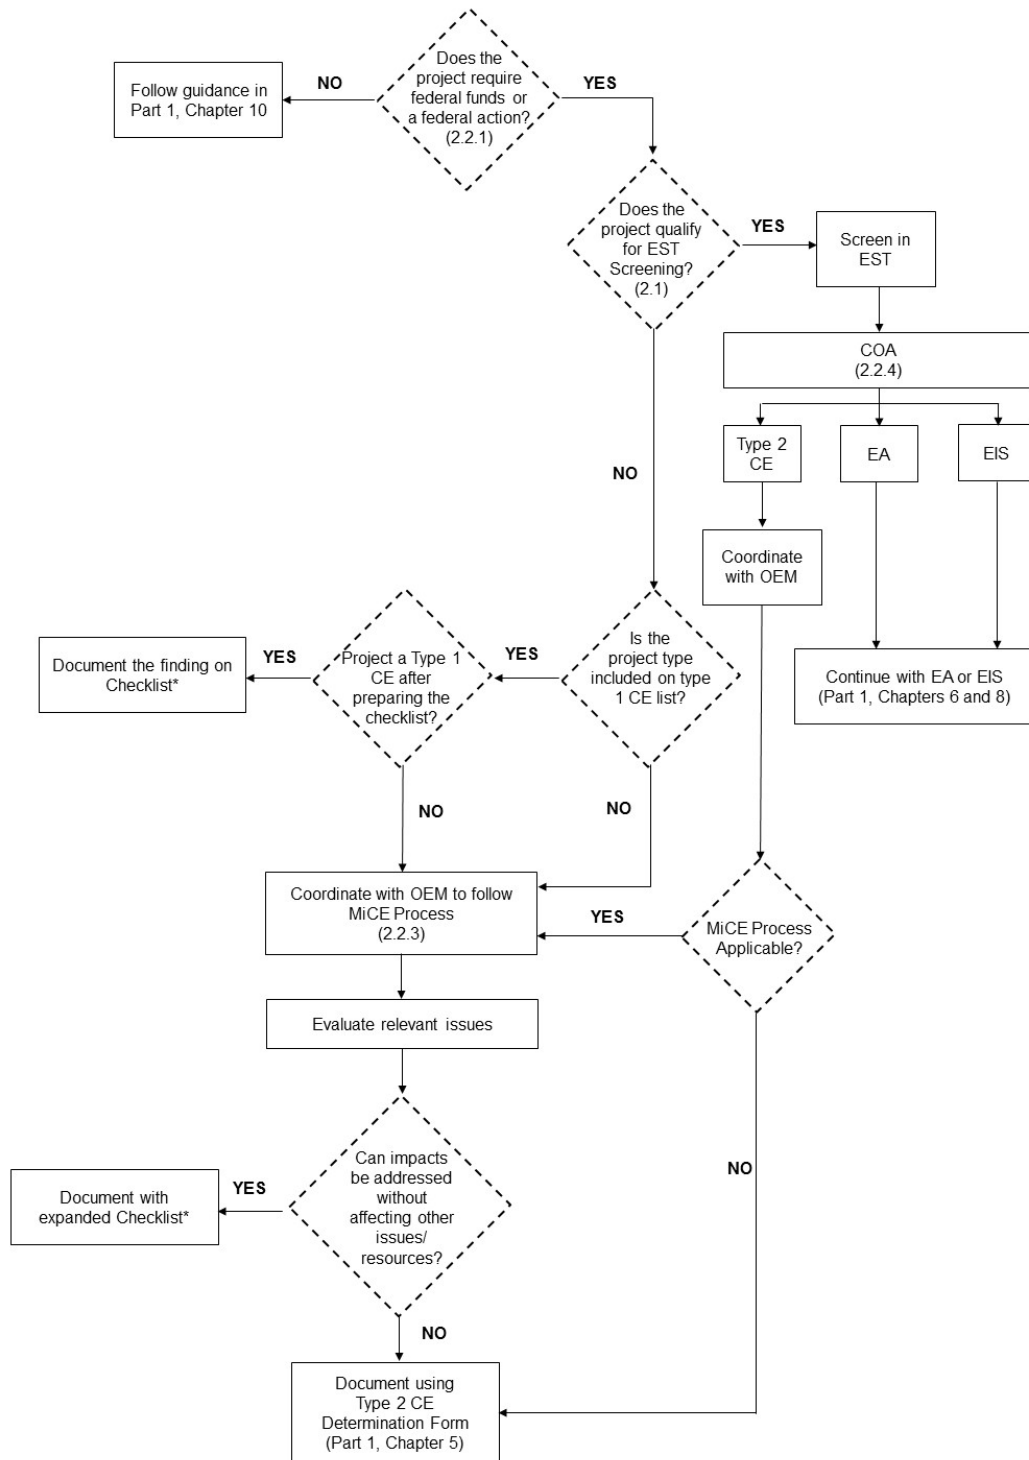 Does the
project require
federal funds or
a federal action?
(2.2.1)
NO
YES
Follow guidance in
Part 1, Chapter 10
Does the
project qualify
for EST
Screening?
(2.1)
YES
Screen in
EST
COA
(2.2.4)
Type 2
CE
EA
EIS
NO
Coordinate
with OEM
Is the
project type
included on type
1 CE list?
YES
Project a Type 1
CE after
preparing the
checklist?
YES
Document the finding on
Checklist*
Continue with EA or EIS
(Part 1, Chapters 6 and 8)
NO
NO
Coordinate with OEM to follow
MiCE Process
(2.2.3)
YES
MiCE Process
Applicable?
Evaluate relevant issues
Can impacts
be addressed
without
affecting other
issues/
resources?
YES
Document with
expanded Checklist*
NO
NO
Document using
Type 2 CE
Determination Form
(Part 1, Chapter 5)